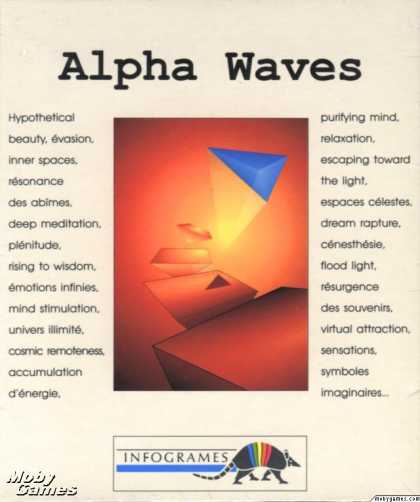 Alpha Waves
Hypothetical
beauty, évasion,
inner spaces,
résonance
des abîmes,
deep meditation,
plénitude,
rising to wisdom,
émotions infinies,
mind stimulation,
univers illimité,
cosmic remoteness,
accumulation
d'énergie,
purifying mind,
relaxation,
escaping toward
the light,
espaces célestes,
dream rapture,
cénesthésie,
flood light,
résurgence
des souvenirs,
virtual attraction,
sensations,
symboles
imaginaires...
INFOGRAMES
Moby
Games
mobygames.com